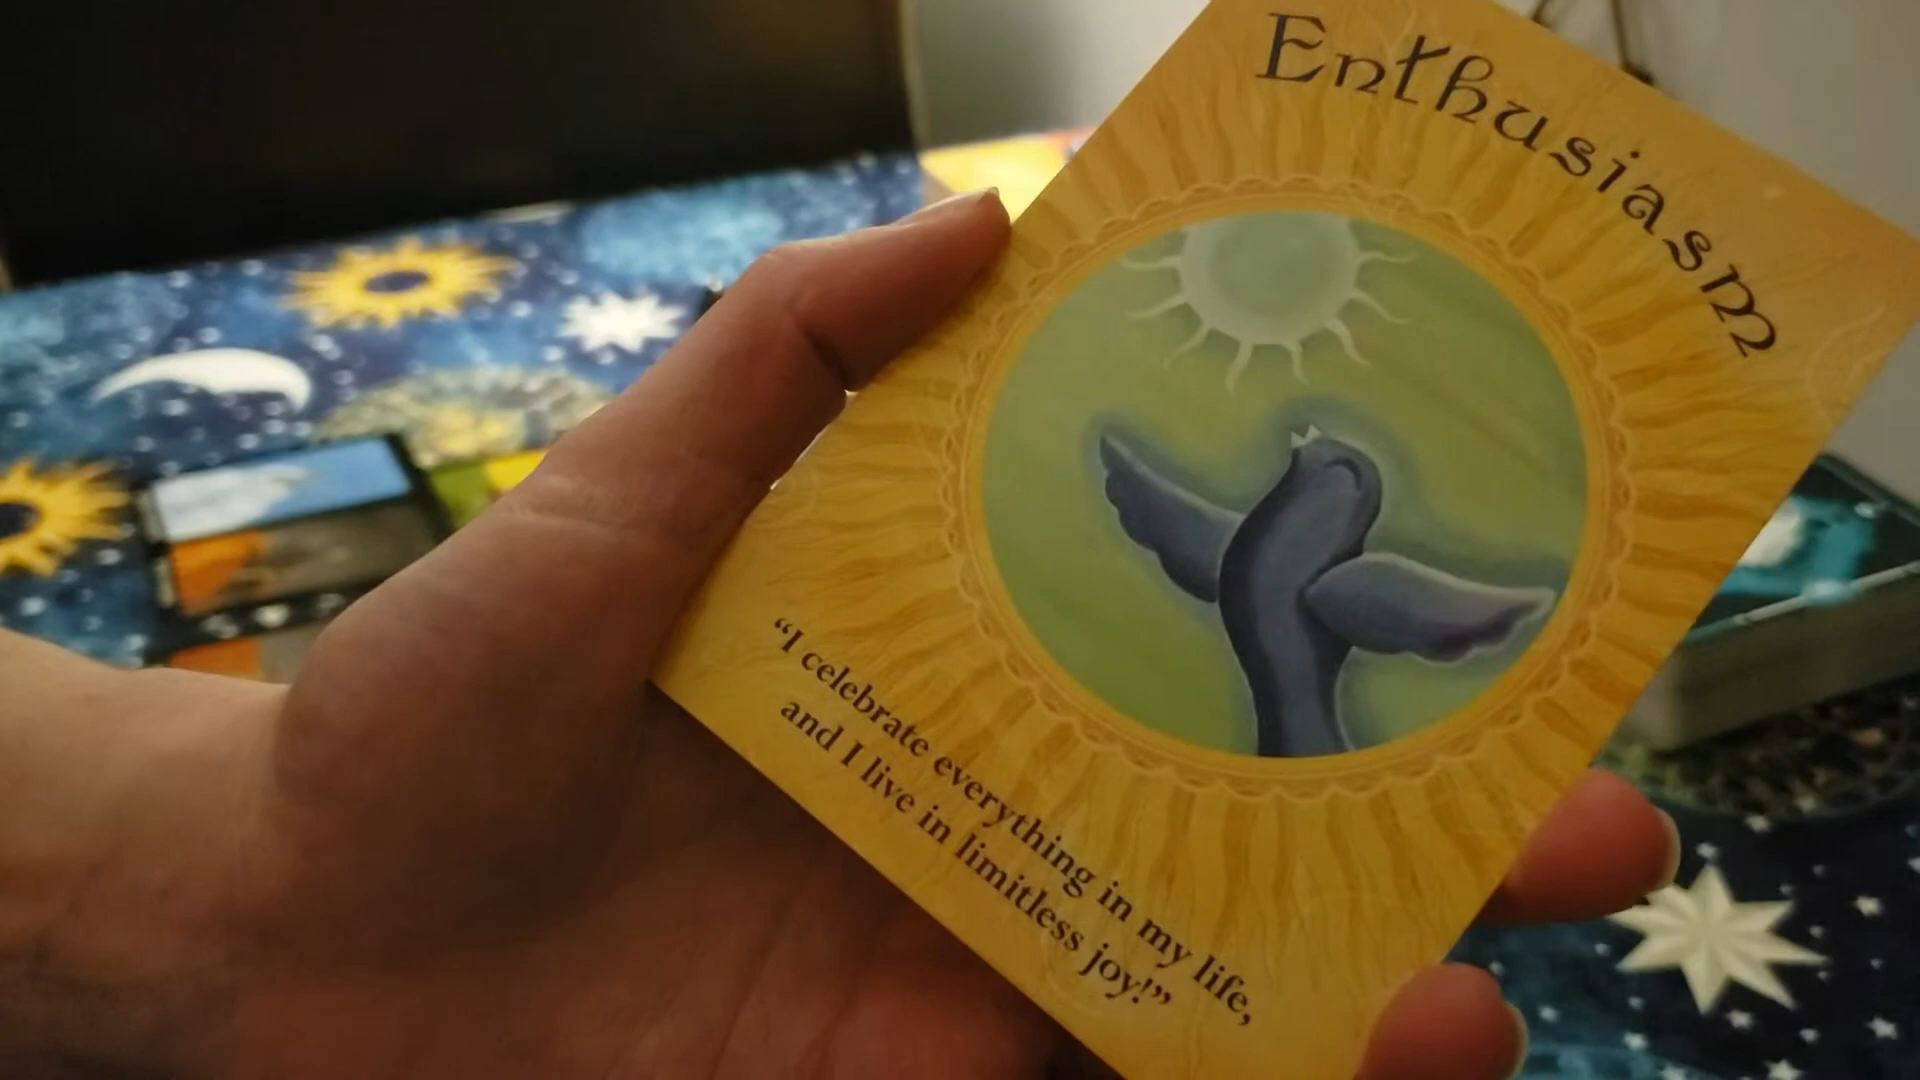 Enthusiasm
“I celebrate everything in my life,
and I live in limitless joy!”